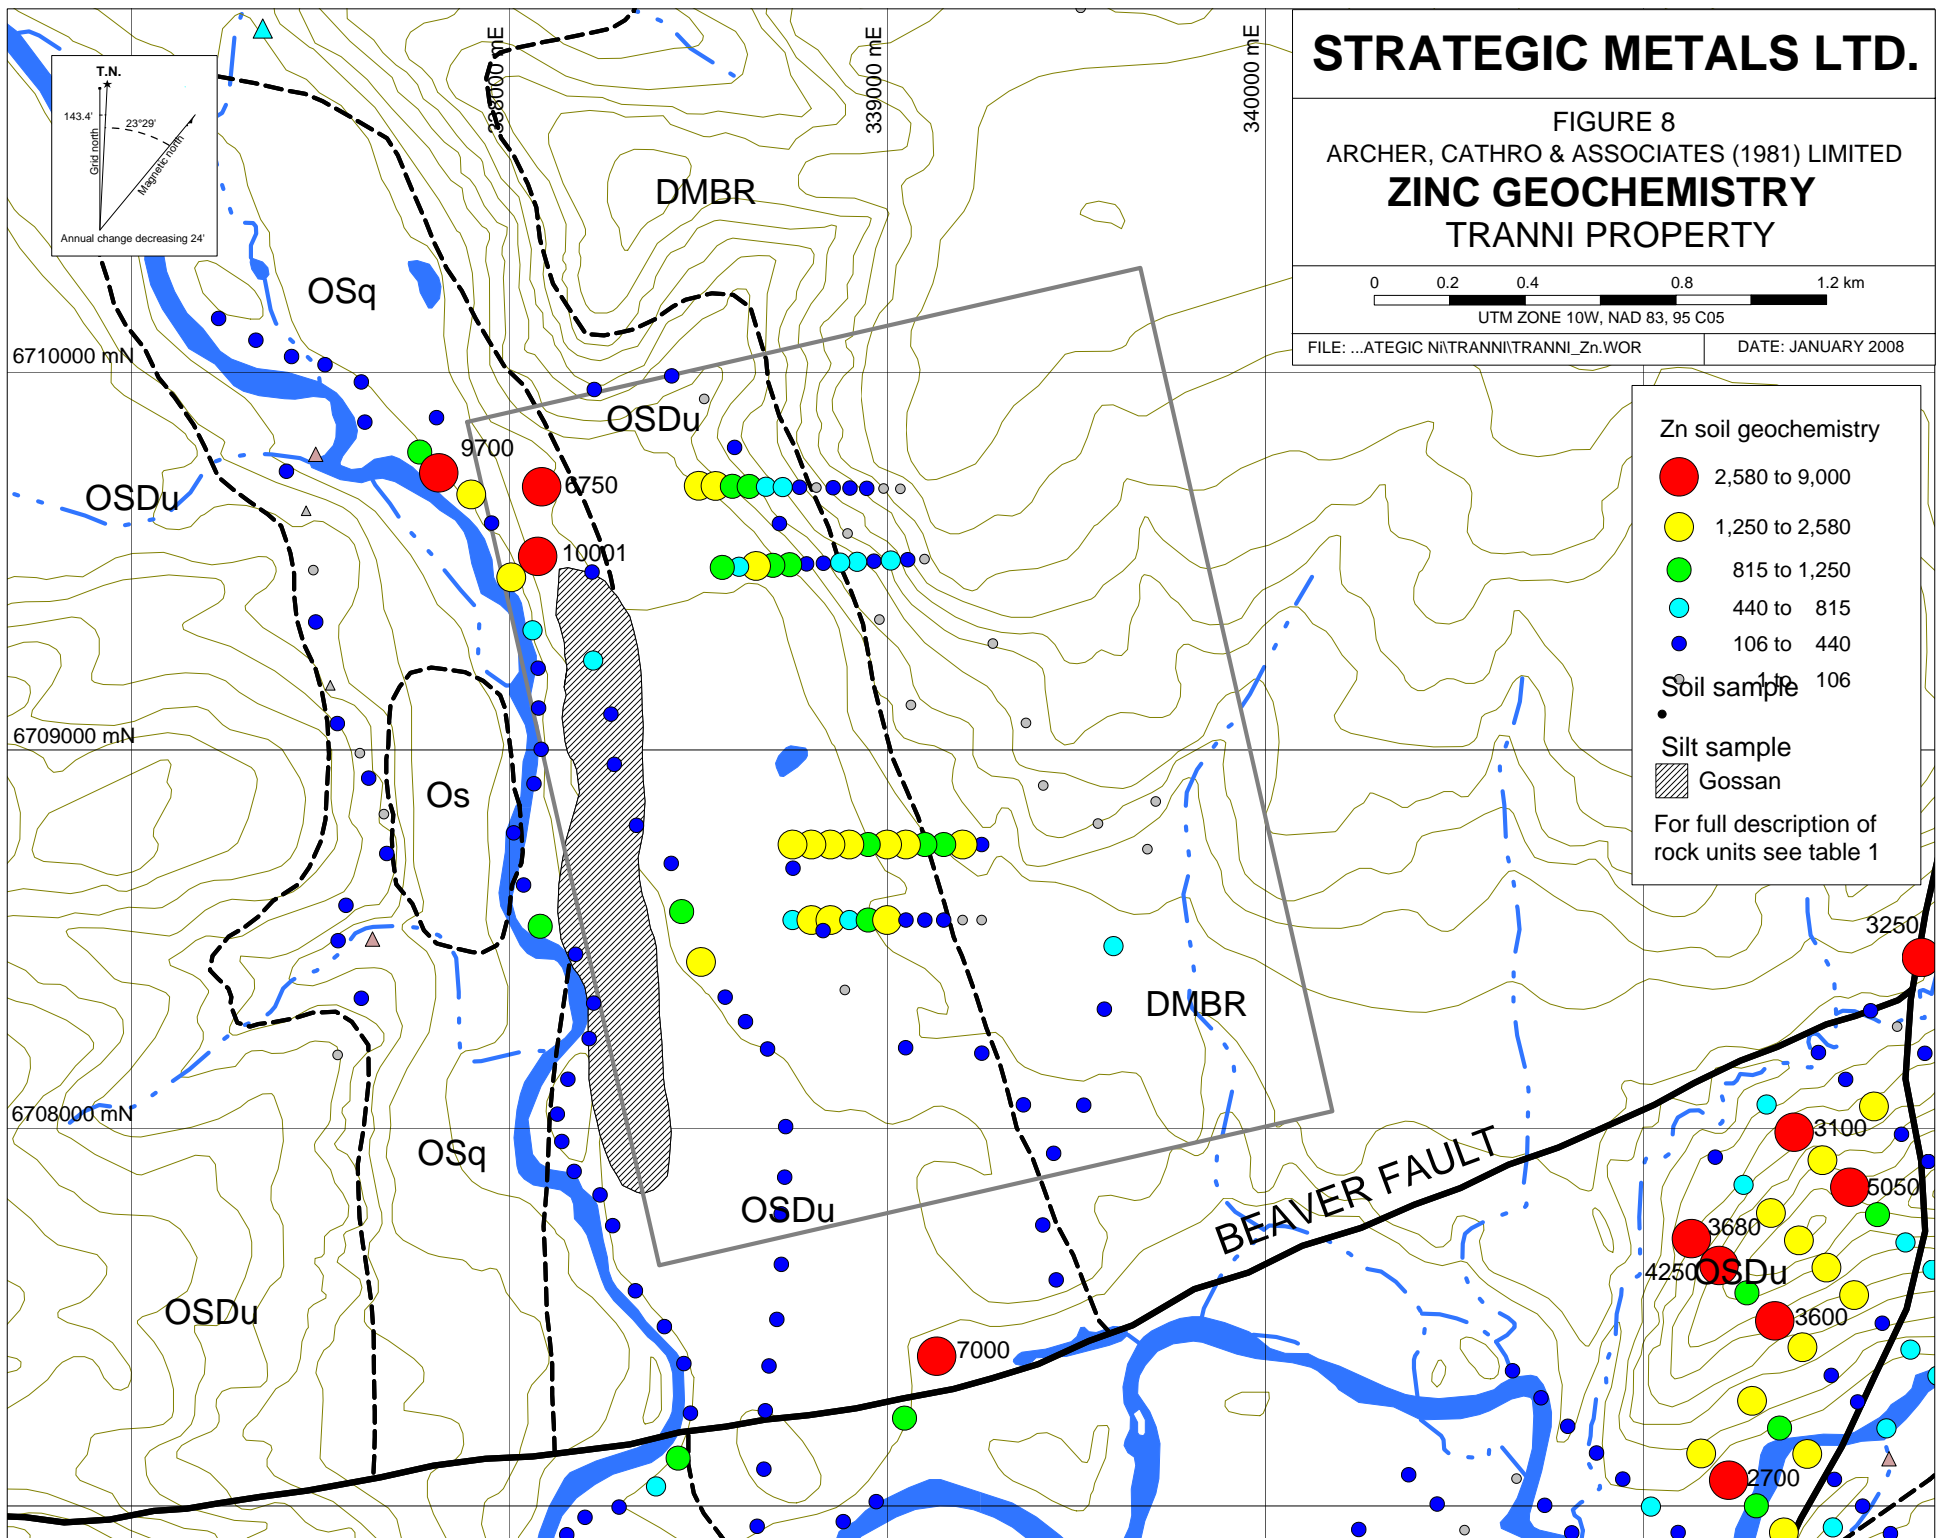 STRATEGIC METALS LTD.
FIGURE 8
ARCHER, CATHRO & ASSOCIATES (1981) LIMITED
ZINC GEOCHEMISTRY
TRANNI PROPERTY
0 0.2 0.4 0.8 1.2 km
UTM ZONE 10W, NAD 83, 95 C05
FILE: ...ATEGIC Ni\TRANNI\TRANNI_Zn.WOR
DATE: JANUARY 2008
T.N.
143.4'
23°29'
Grid north
Magnetic north
Annual change decreasing 24'
338000 mE
339000 mE
340000 mE
DMBR
OSq
6710000 mN
OSDu
9700
6750
OSDu
10001
Zn soil geochemistry
2,580 to 9,000
1,250 to 2,580
815 to 1,250
440 to 815
106 to 440
1 to 106
Soil sample
Silt sample
Gossan
For full description of
rock units see table 1
6709000 mN
Os
3250
DMBR
6708000 mN
OSq
3100
BEAVER FAULT
5050
OSDu
3680
4250
OSDu
OSDu
3600
7000
2700